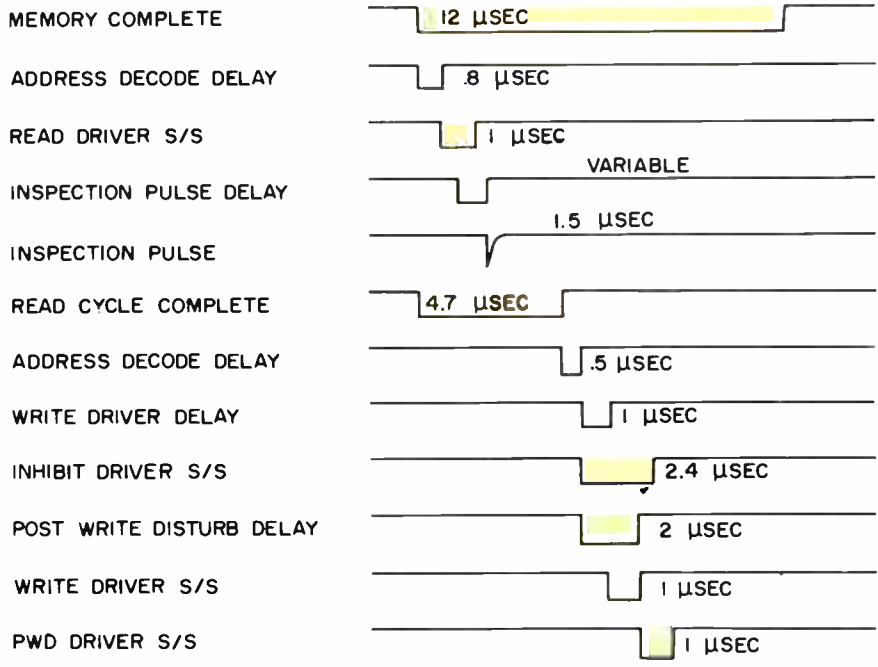 MEMORY COMPLETE 12 µSEC
ADDRESS DECODE DELAY .8 µSEC
READ DRIVER S/S 1 µSEC
VARIABLE
INSPECTION PULSE DELAY
1.5 µSEC
INSPECTION PULSE
READ CYCLE COMPLETE 4.7 µSEC
ADDRESS DECODE DELAY .5 µSEC
WRITE DRIVER DELAY 1 µSEC
INHIBIT DRIVER S/S 2.4 µSEC
POST WRITE DISTURB DELAY 2 µSEC
WRITE DRIVER S/S 1 µSEC
PWD DRIVER S/S 1 µSEC